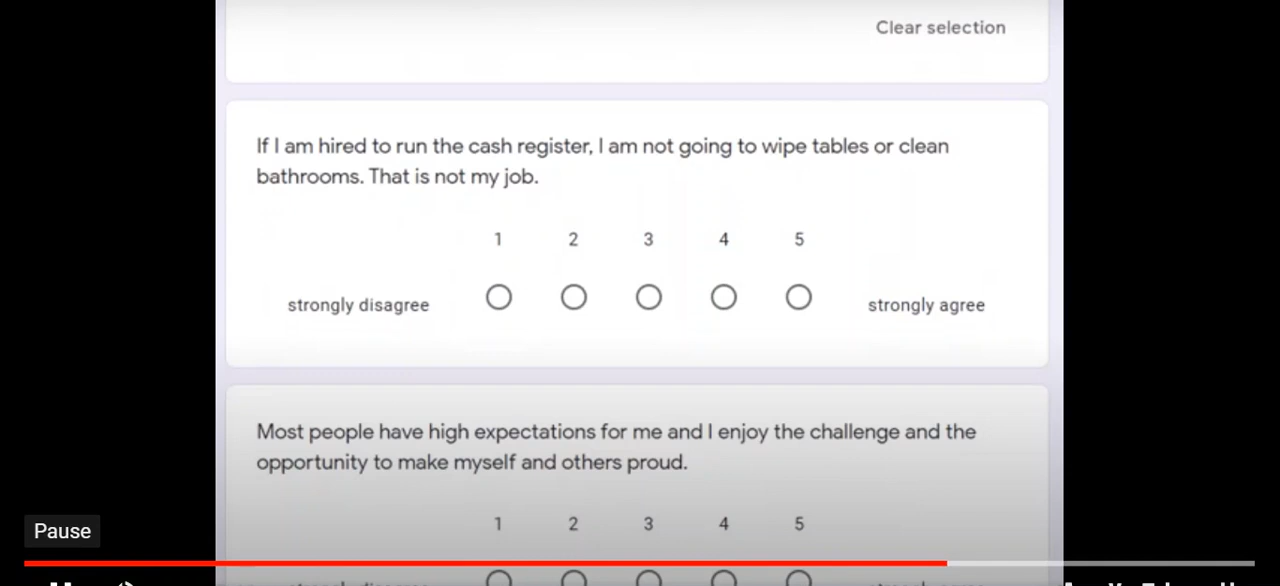 Clear selection
If I am hired to run the cash register, I am not going to wipe tables or clean
bathrooms. That is not my job.
1 2 3 4 5
strongly disagree strongly agree
Most people have high expectations for me and I enjoy the challenge and the
opportunity to make myself and others proud.
1 2 3 4 5
Pause